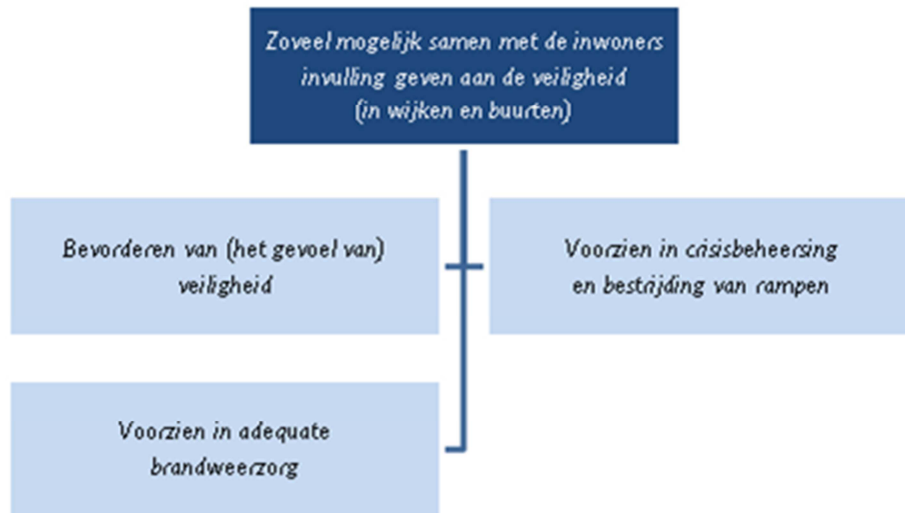 Zoveel mogelijk samen met de inwoners
invulling geven aan de veiligheid
(in wijken en buurten)
Bevorderen van (het gevoel van)
veiligheid
Voorzien in crisisbeheersing
en bestrijding van rampen
Voorzien in adequate
brandweerzorg